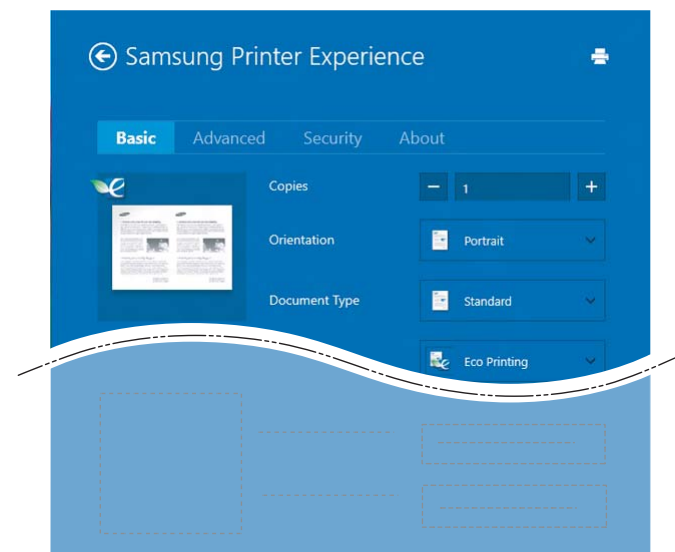 Samsung Printer Experience
Basic Advanced Security About
Copies 1
Orientation Portrait
Document Type Standard
Eco Printing